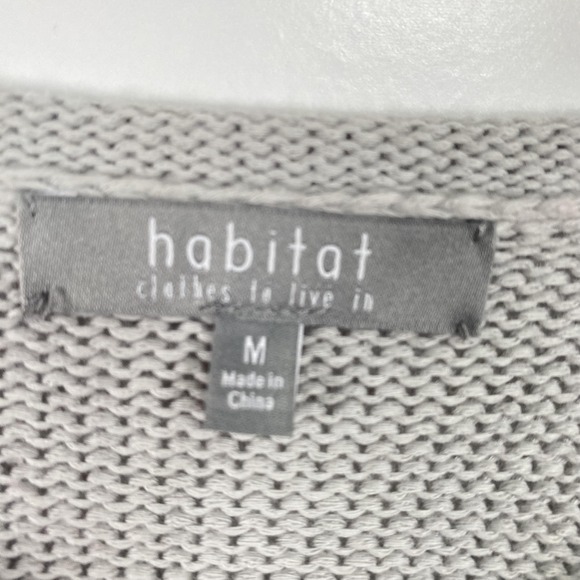 habitat
clothes to live in
M
Made in
China